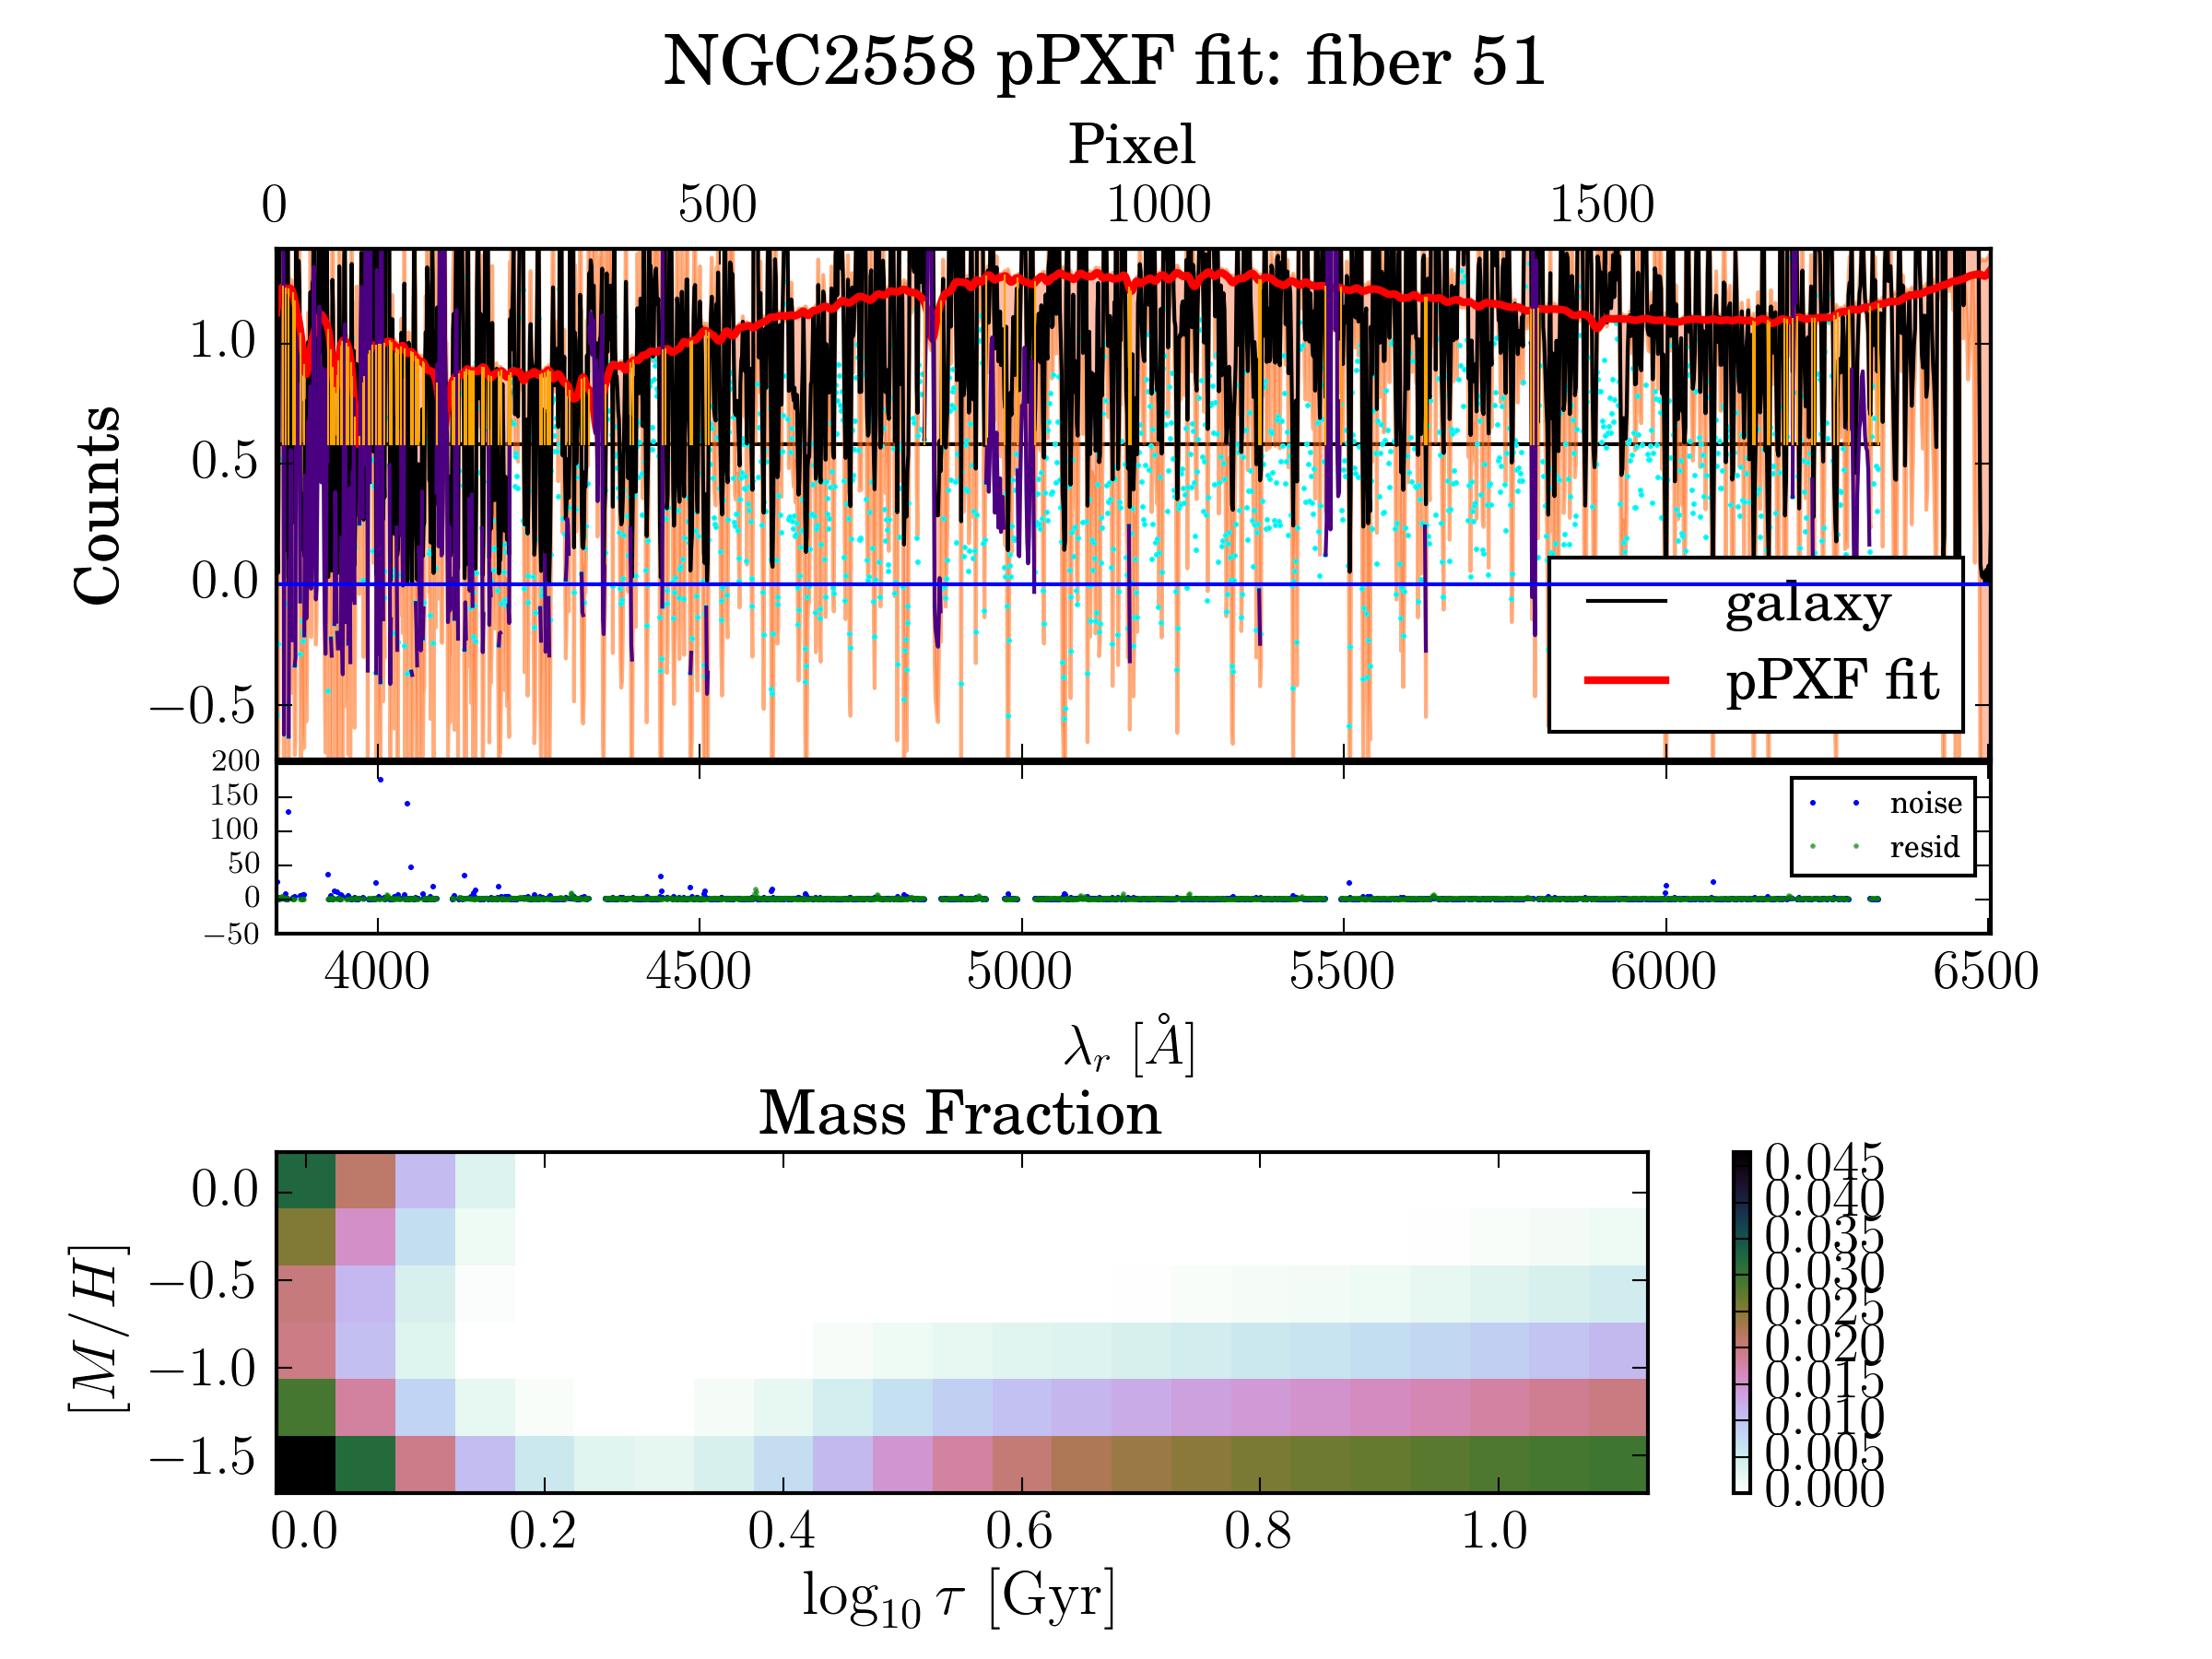 NGC2558 pPXF fit: fiber 51
Pixel
0 500 1000 1500
Counts
1.0
0.5
0.0
−0.5
galaxy
pPXF fit
200
150
100
50
0
−50
noise
resid
4000 4500 5000 5500 6000 6500
λr [Å]
Mass Fraction
[M/H]
0.0
−0.5
−1.0
−1.5
0.045
0.040
0.035
0.030
0.025
0.020
0.015
0.010
0.005
0.000
0.0 0.2 0.4 0.6 0.8 1.0
log10 τ [Gyr]